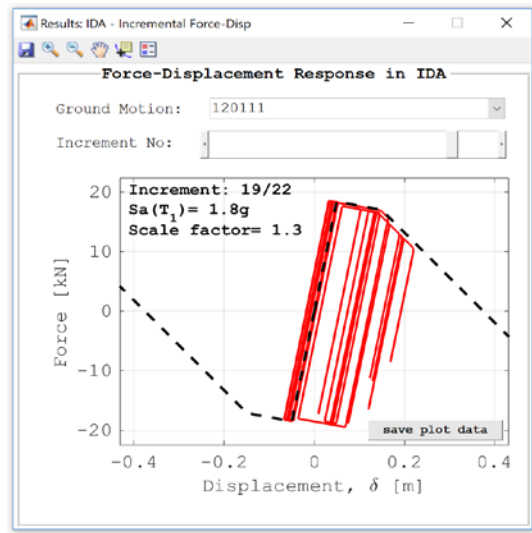 Results: IDA - Incremental Force-Disp
Force-Displacement Response in IDA
Ground Motion: 120111
Increment No:
Increment: 19/22
Sa(T₁)= 1.8g
Scale factor= 1.3
Force [kN]
20
10
0
-10
-20
save plot data
-0.4 -0.2 0 0.2 0.4
Displacement, δ [m]